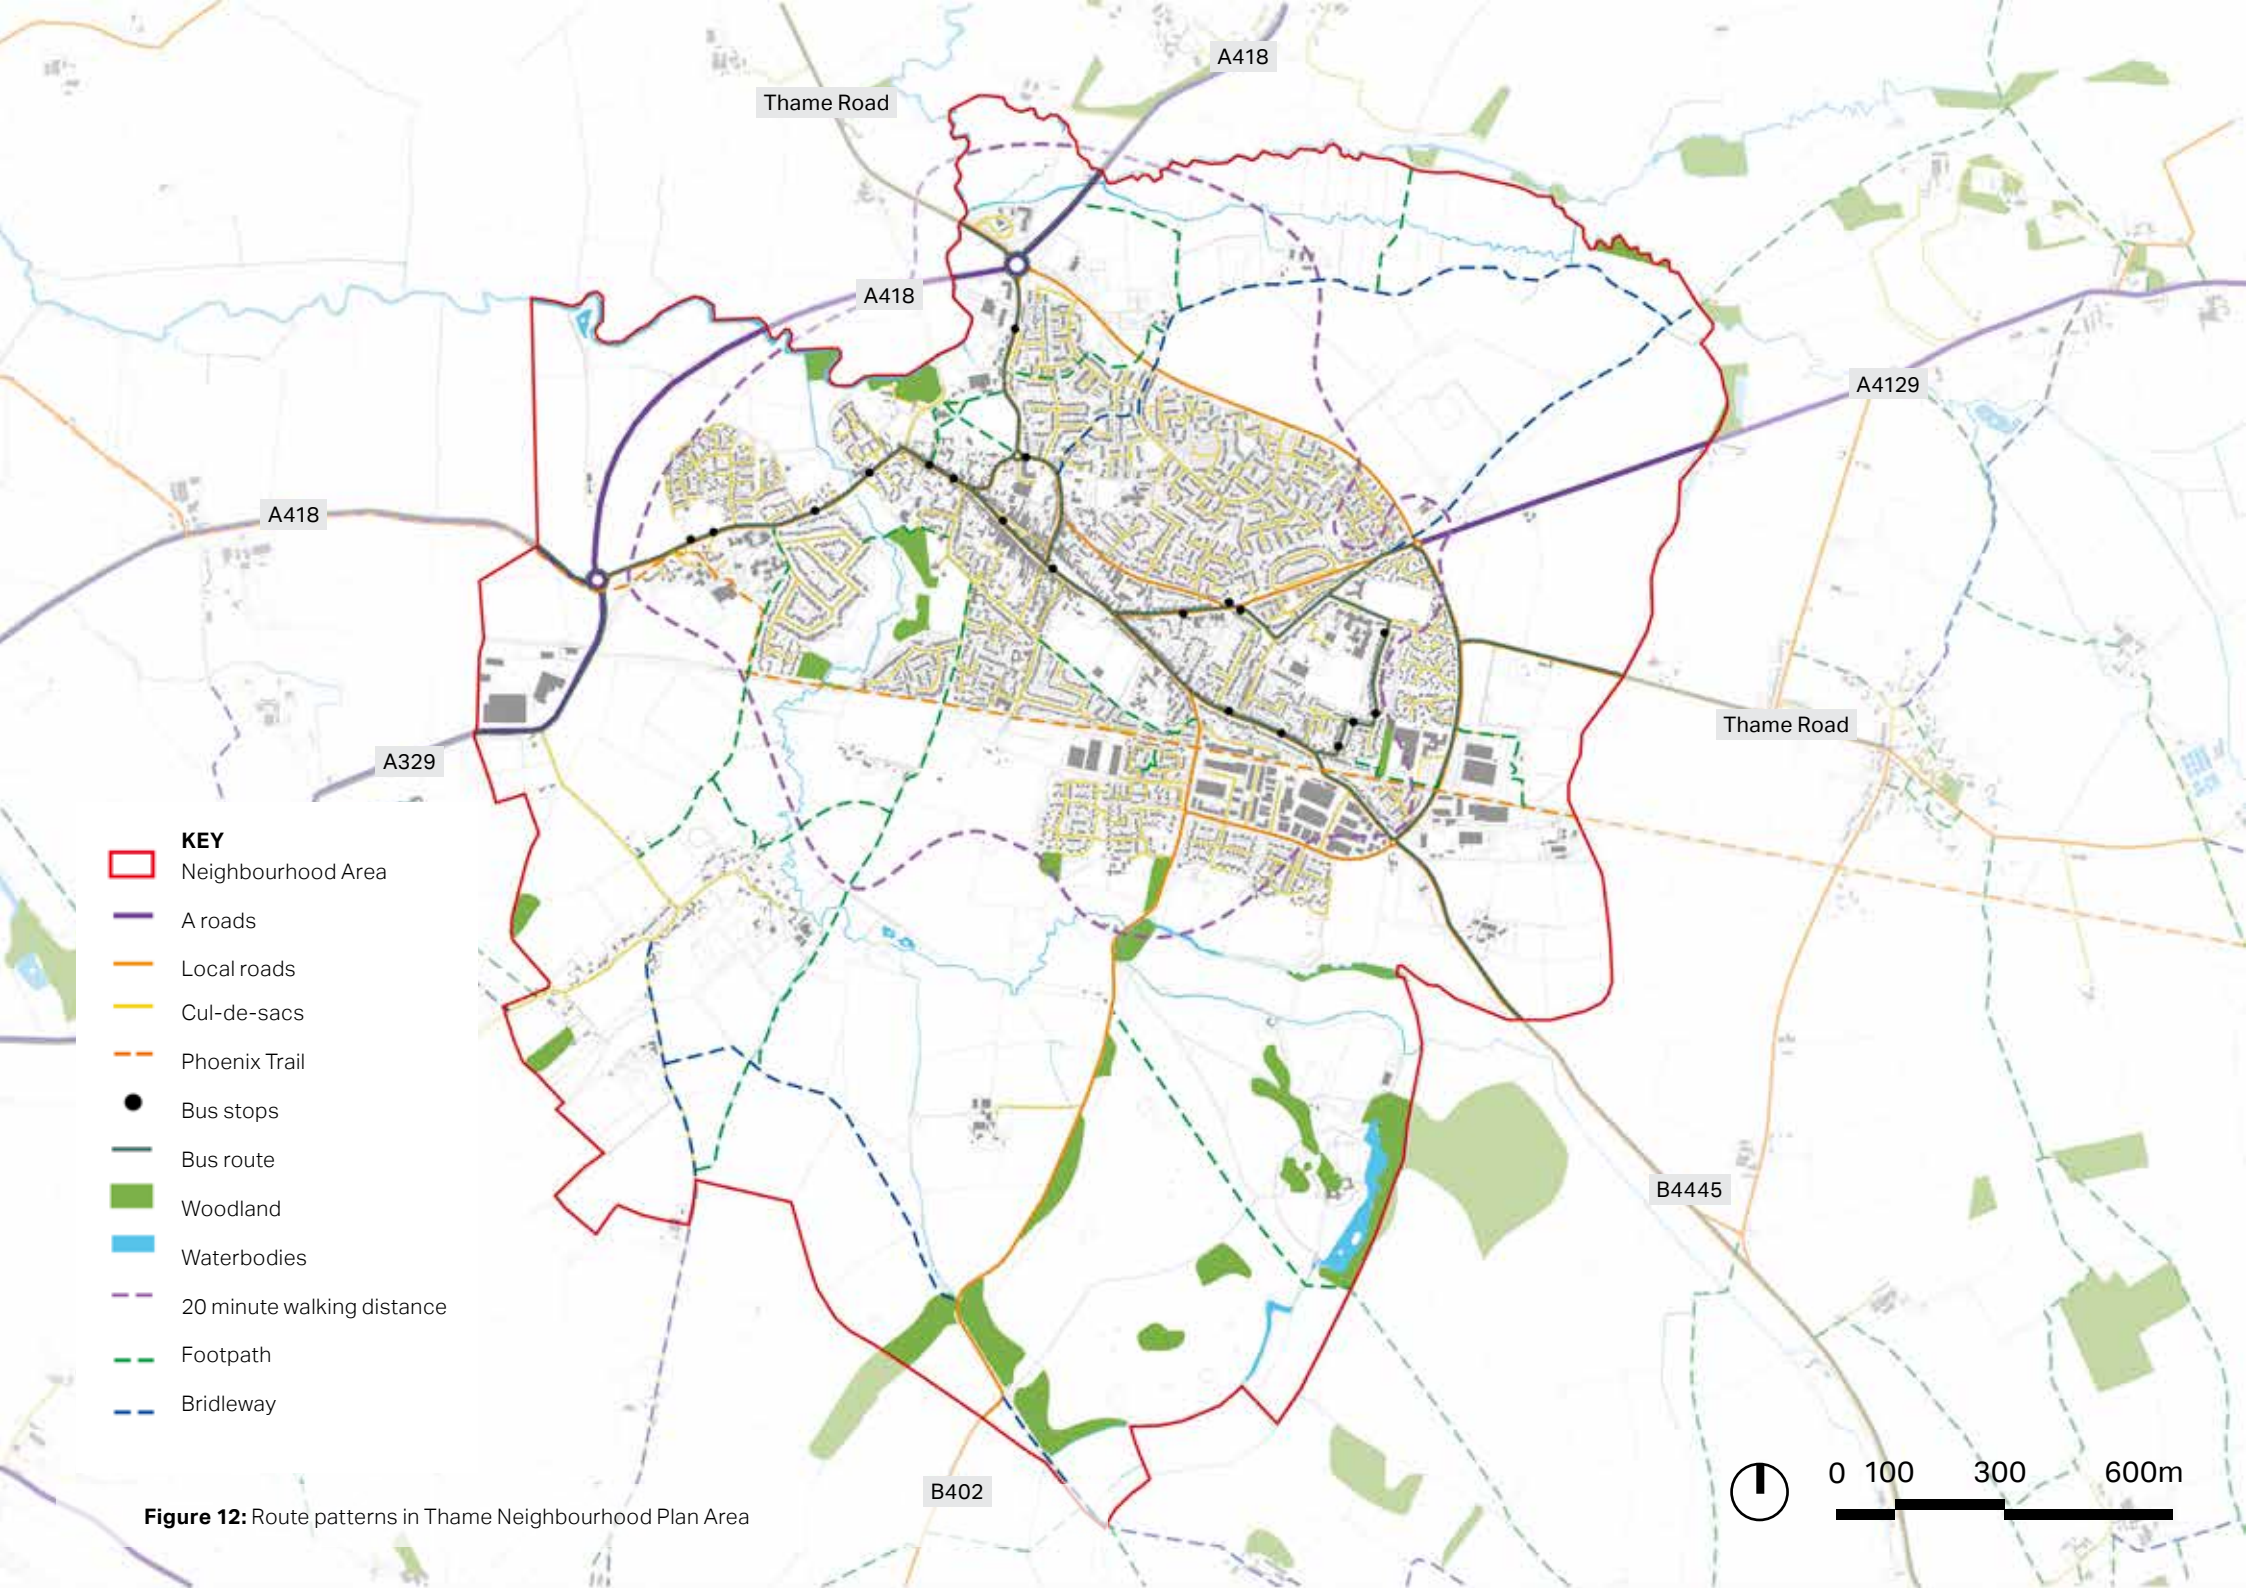 A418
Thame Road
A418
A4129
A418
Thame Road
A329
KEY
Neighbourhood Area
A roads
Local roads
Cul-de-sacs
Phoenix Trail
Bus stops
Bus route
Woodland
Waterbodies
20 minute walking distance
Footpath
Bridleway
B4445
B402
0 100 300 600m
Figure 12: Route patterns in Thame Neighbourhood Plan Area